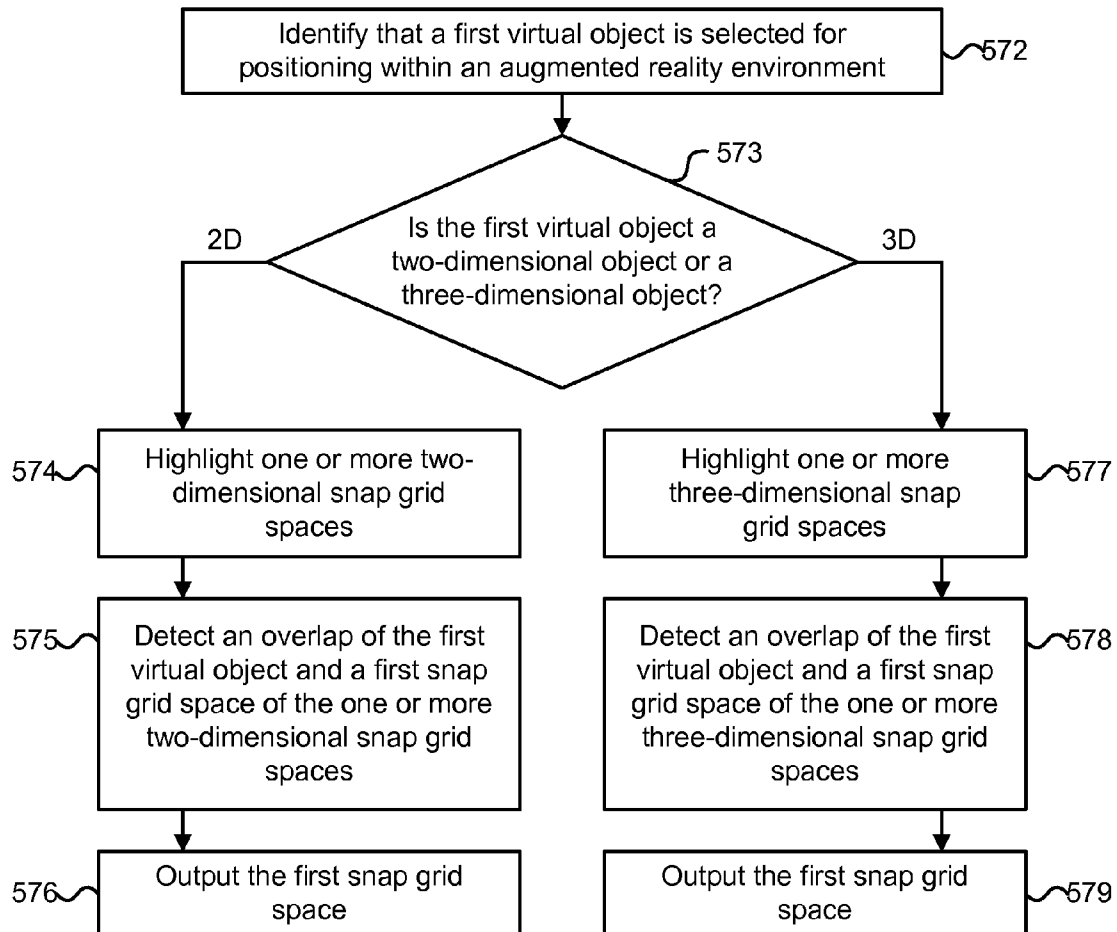 Identify that a first virtual object is selected for
positioning within an augmented reality environment
572
573
Is the first virtual object a
two-dimensional object or a
three-dimensional object?
2D
3D
574
Highlight one or more two-
dimensional snap grid
spaces
Highlight one or more
three-dimensional snap
grid spaces
577
575
Detect an overlap of the first
virtual object and a first snap
grid space of the one or more
two-dimensional snap grid
spaces
Detect an overlap of the first
virtual object and a first snap
grid space of the one or more
three-dimensional snap grid
spaces
578
576
Output the first snap grid
space
Output the first snap grid
space
579